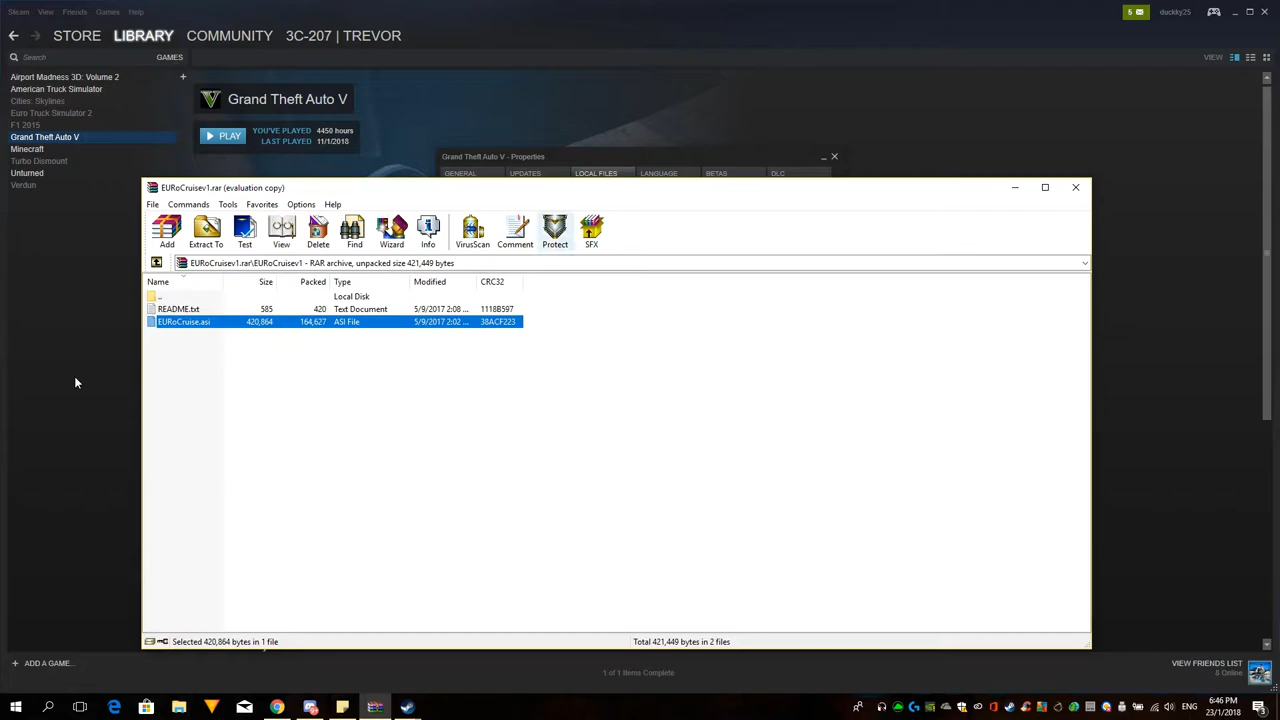 Steam View Friends Games Help
5 duckky25
STORE LIBRARY COMMUNITY 3C-207 | TREVOR
Search GAMES
VIEW
Airport Madness 3D: Volume 2
American Truck Simulator
Cities: Skylines
Euro Truck Simulator 2
F1 2015
Grand Theft Auto V
Minecraft
Turbo Dismount
Unturned
Verdun
Grand Theft Auto V
PLAY
YOU'VE PLAYED 4450 hours
LAST PLAYED 11/1/2018
Grand Theft Auto V - Properties
GENERAL UPDATES LOCAL FILES LANGUAGE BETAS DLC
EURoCruisev1.rar (evaluation copy)
File Commands Tools Favorites Options Help
Add Extract To Test View Delete Find Wizard Info VirusScan Comment Protect SFX
EURoCruisev1.rar\EURoCruisev1 - RAR archive, unpacked size 421,449 bytes
Name Size Packed Type Modified CRC32
.. Local Disk
README.txt 585 420 Text Document 5/9/2017 2:08 ... 1118B597
EURoCruise.asi 420,864 164,627 ASI File 5/9/2017 2:02 ... 38ACF223
Selected 420,864 bytes in 1 file
Total 421,449 bytes in 2 files
+ ADD A GAME...
1 of 1 Items Complete
VIEW FRIENDS LIST
8 Online
ENG
6:46 PM
23/1/2018